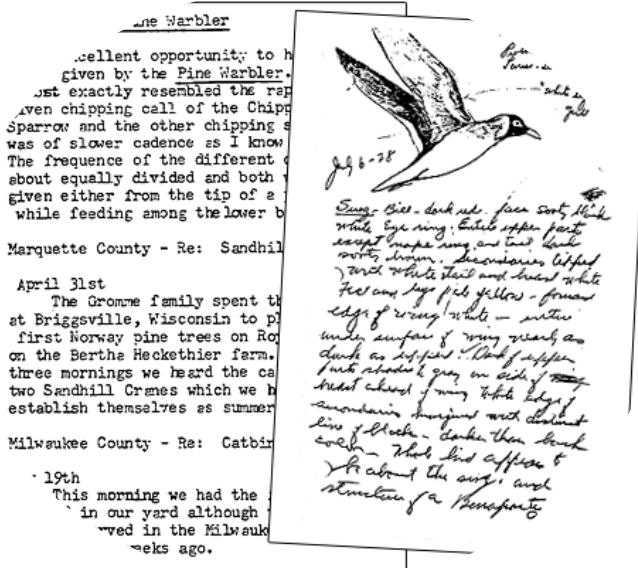 ne Warbler
cellent opportunity to h
given by the Pine Warbler.
ost exactly resembled the rap
iven chipping call of the Chipp
Sparrow and the other chipping s
was of slower cadence as I know
The frequence of the different
about equally divided and both
given either from the tip of a
while feeding among the lower b
Marquette County - Re: Sandhil
April 31st
The Gromme family spent th
at Briggsville, Wisconsin to pl
first Norway pine trees on Ro
on the Bertha Heckethier farm.
three mornings we heard the ca
two Sandhill Cranes which we h
establish themselves as summer
Milwaukee County - Re: Catbir
19th
This morning we had the
in our yard although
rved in the Milwauk
eeks ago.
July 6-28
Bill - dark red. face sooty black
white Eye ring. Entire upper parts
except nape rump and tail dark
sooty brown. Secondaries tipped
with white tail and breast white
Feet and legs pale yellow - forward
edge of wing white - entire
under surface of wing nearly as
dark as upper. Dark of upper
parts shades to gray on side of
breast ahead of wing white edge of
secondaries margined with distinct
line of black - darker than back
color - Whole bird appears to
be about the size and
structure of a Bonaparte